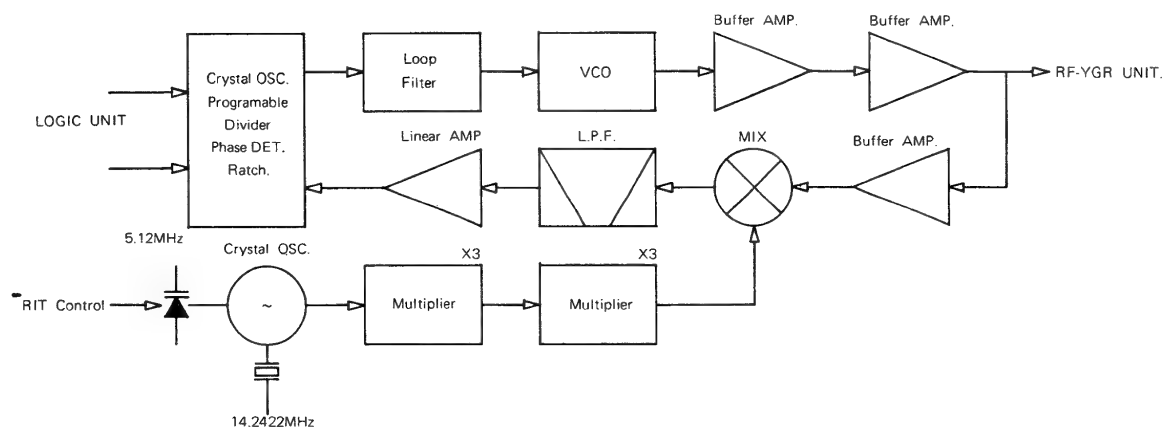 Buffer AMP.
Buffer AMP.
Crystal OSC.
Programable
Divider
Phase DET.
Ratch.
Loop
Filter
VCO
RF-YGR UNIT.
LOGIC UNIT
Linear AMP
L.P.F.
MIX
Buffer AMP.
5.12MHz
Crystal OSC.
X3
X3
RIT Control
~
Multiplier
Multiplier
14.2422MHz